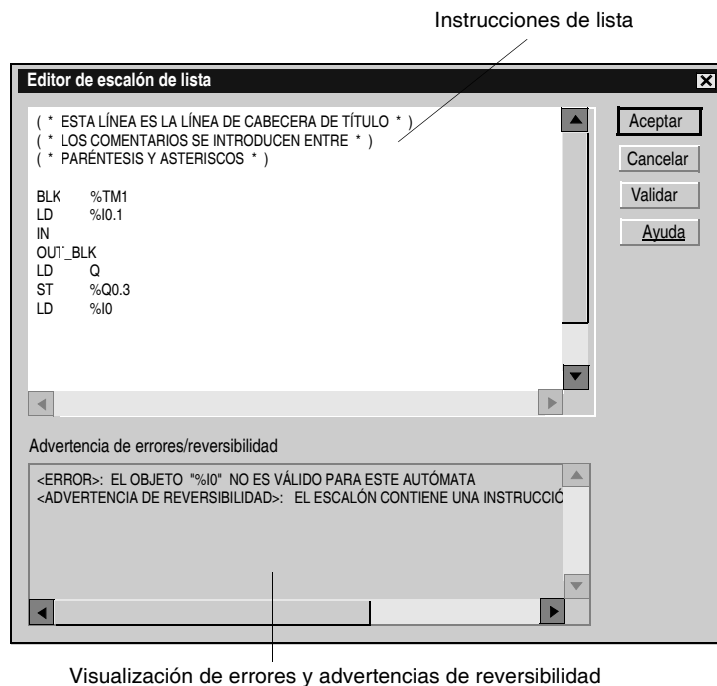 Instrucciones de lista
Editor de escalón de lista
( * ESTA LÍNEA ES LA LÍNEA DE CABECERA DE TÍTULO * )
( * LOS COMENTARIOS SE INTRODUCEN ENTRE * )
( * PARÉNTESIS Y ASTERISCOS * )
BLK %TM1
LD %I0.1
IN
OUT_BLK
LD Q
ST %Q0.3
LD %I0
Aceptar
Cancelar
Validar
Ayuda
Advertencia de errores/reversibilidad
<ERROR>: EL OBJETO "%I0" NO ES VÁLIDO PARA ESTE AUTÓMATA
<ADVERTENCIA DE REVERSIBILIDAD>: EL ESCALÓN CONTIENE UNA INSTRUCCIÓ
Visualización de errores y advertencias de reversibilidad